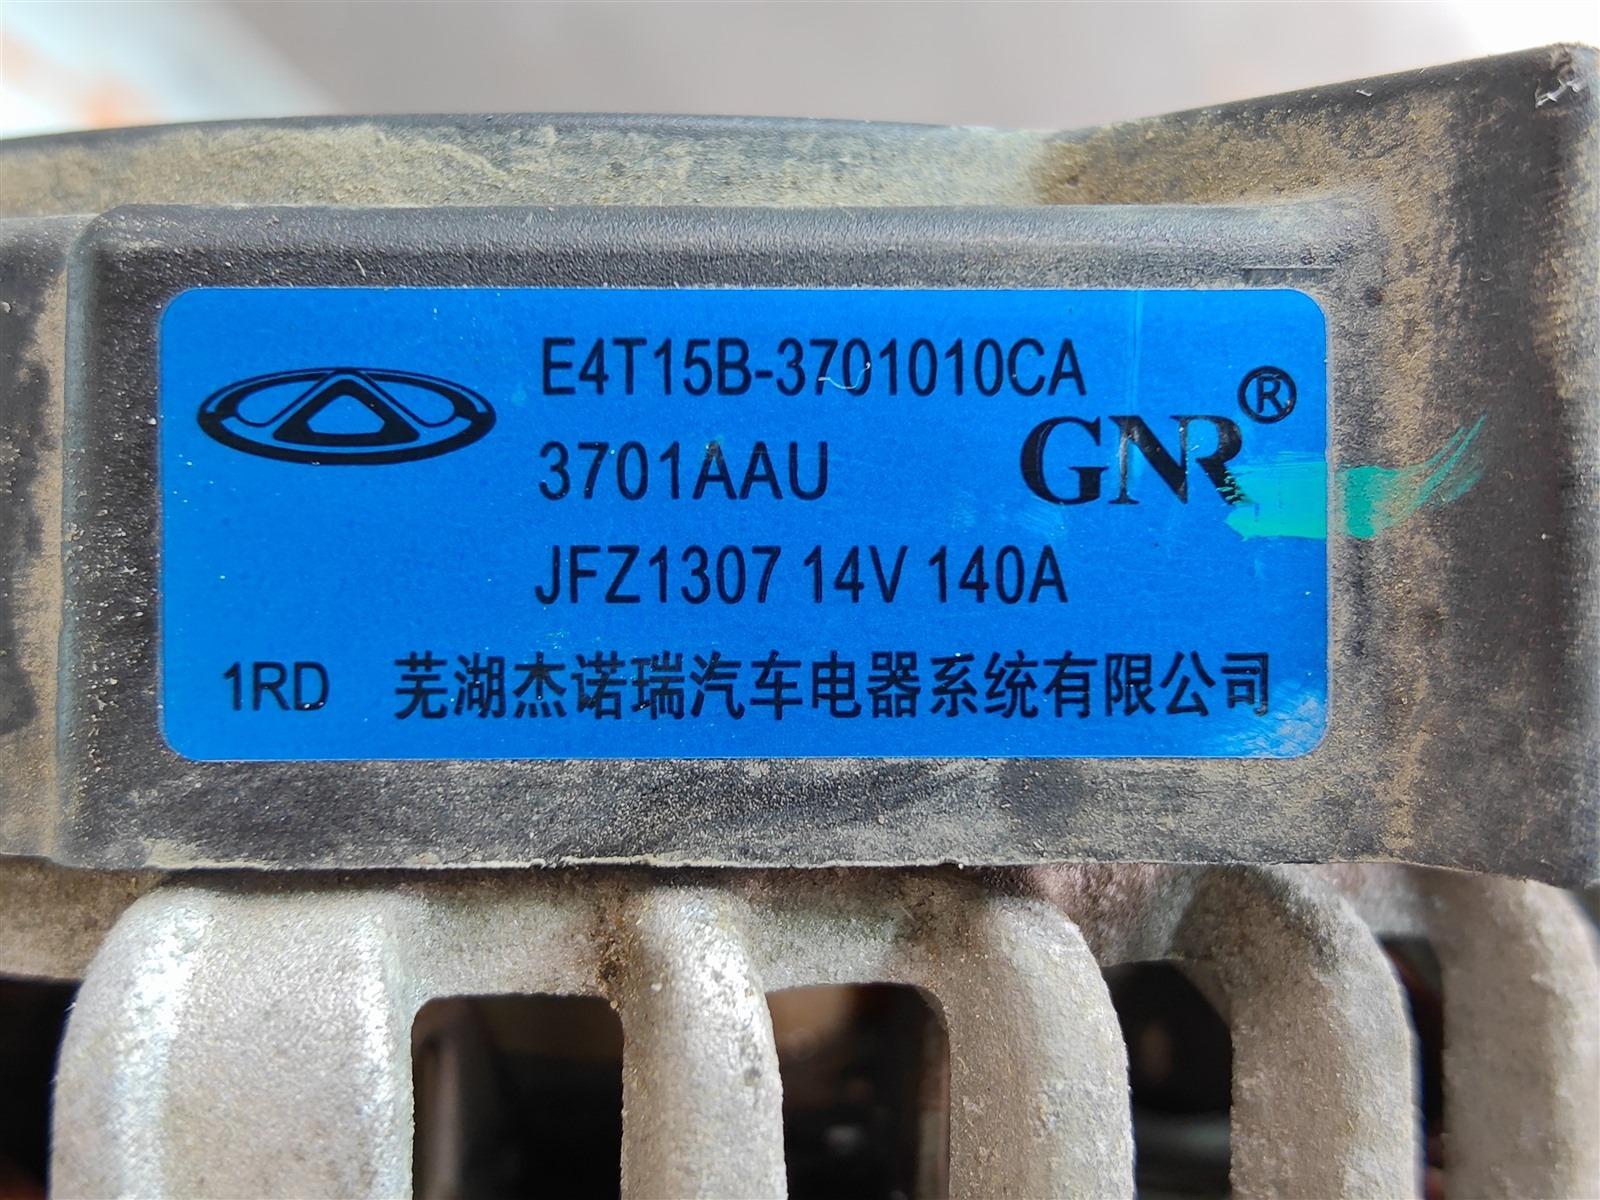 E4T15B-3701010CA
3701AAU
GNR®
JFZ1307 14V 140A
1RD 芜湖杰诺瑞汽车电器系统有限公司